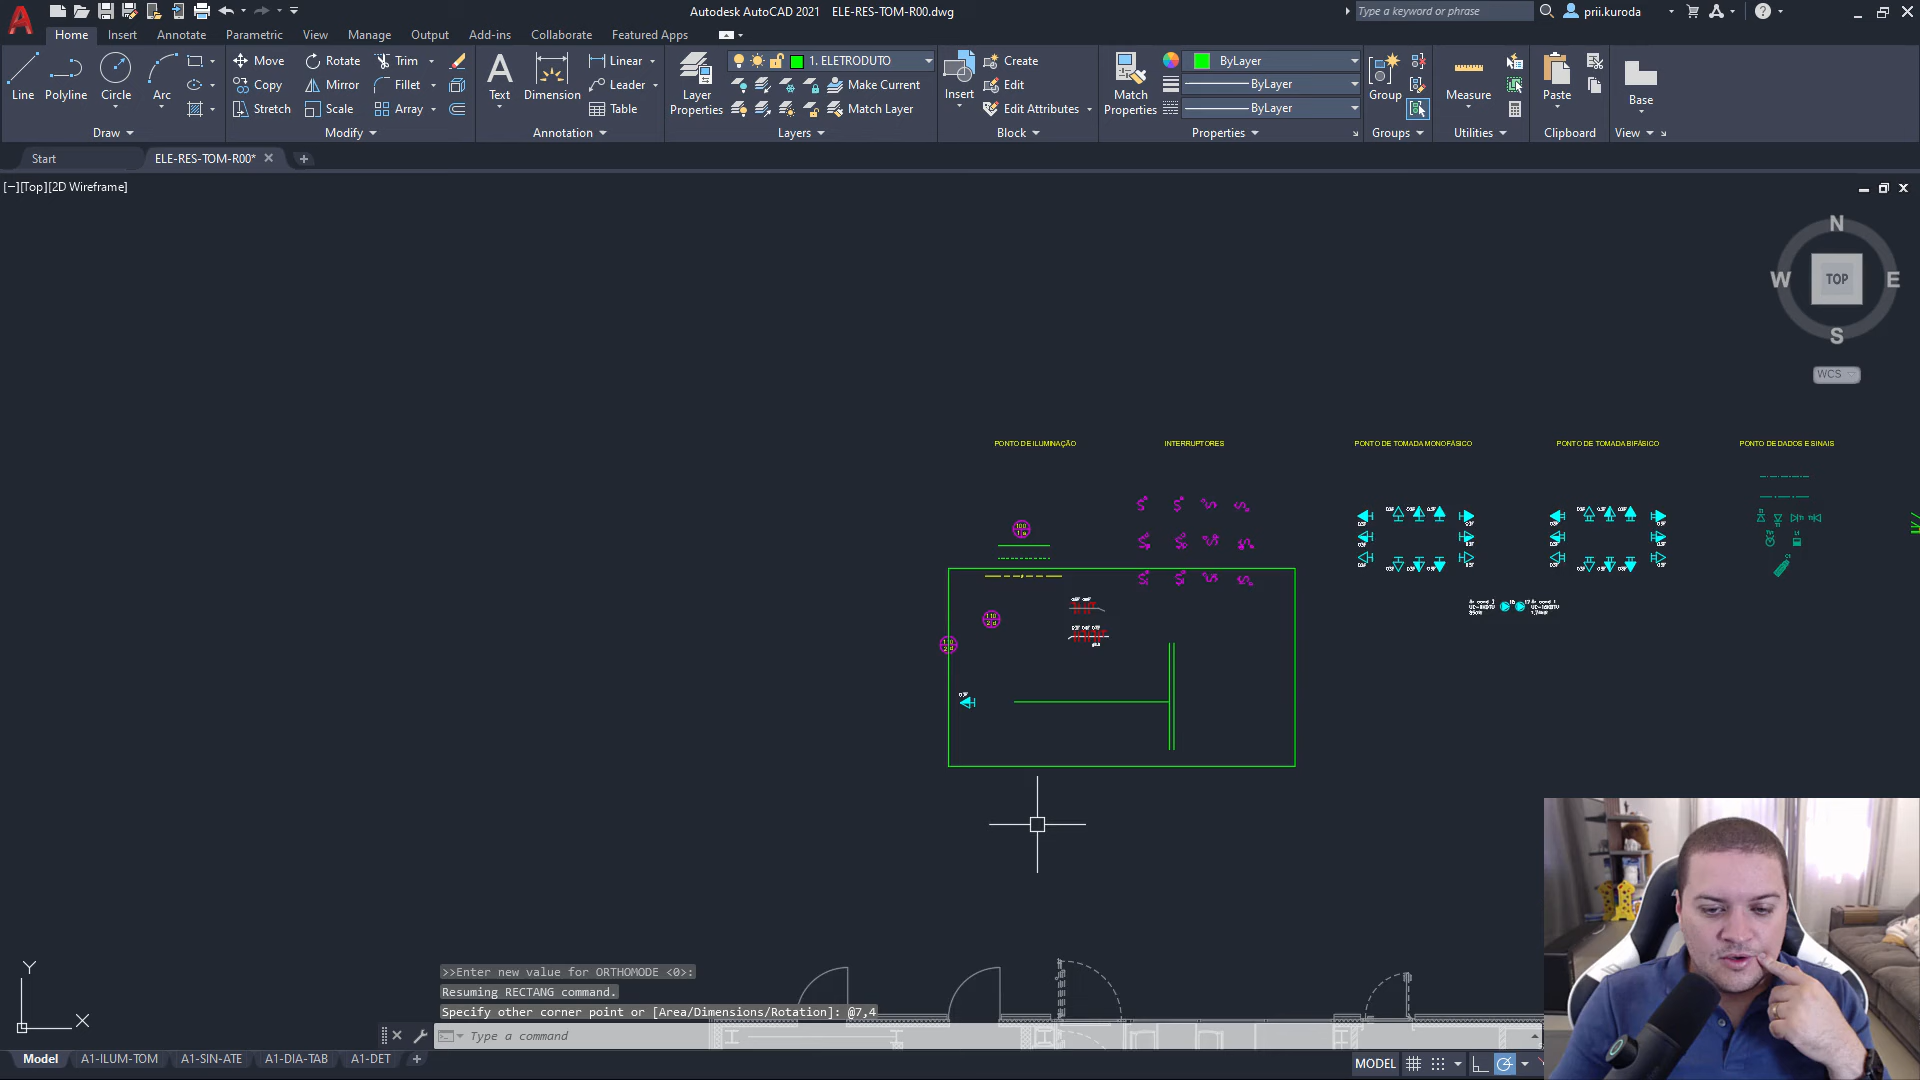 Autodesk AutoCAD 2021 ELE-RES-TOM-R00.dwg
Type a keyword or phrase
prii.kuroda
Home Insert Annotate Parametric View Manage Output Add-ins Collaborate Featured Apps
Line Polyline Circle Arc
Move Rotate Trim
Copy Mirror Fillet
Stretch Scale Array
Text Dimension
Linear
Leader
Table
Layer Properties
1. ELETRODUTO
Make Current
Match Layer
Insert
Create
Edit
Edit Attributes
Match Properties
ByLayer
ByLayer
ByLayer
Group
Measure
Paste
Base
Draw Modify Annotation Layers Block Properties Groups Utilities Clipboard View
Start ELE-RES-TOM-R00*
[−][Top][2D Wireframe]
N
W TOP E
S
WCS
PONTO DE ILUMINAÇÃO INTERRUPTORES PONTO DE TOMADA MONOFÁSICO PONTO DE TOMADA BIFÁSICO PONTO DE DADOS E SINAIS
Y
X
>>Enter new value for ORTHOMODE <0>:
Resuming RECTANG command.
Specify other corner point or [Area/Dimensions/Rotation]: @7,4
Type a command
Model A1-ILUM-TOM A1-SIN-ATE A1-DIA-TAB A1-DET
MODEL